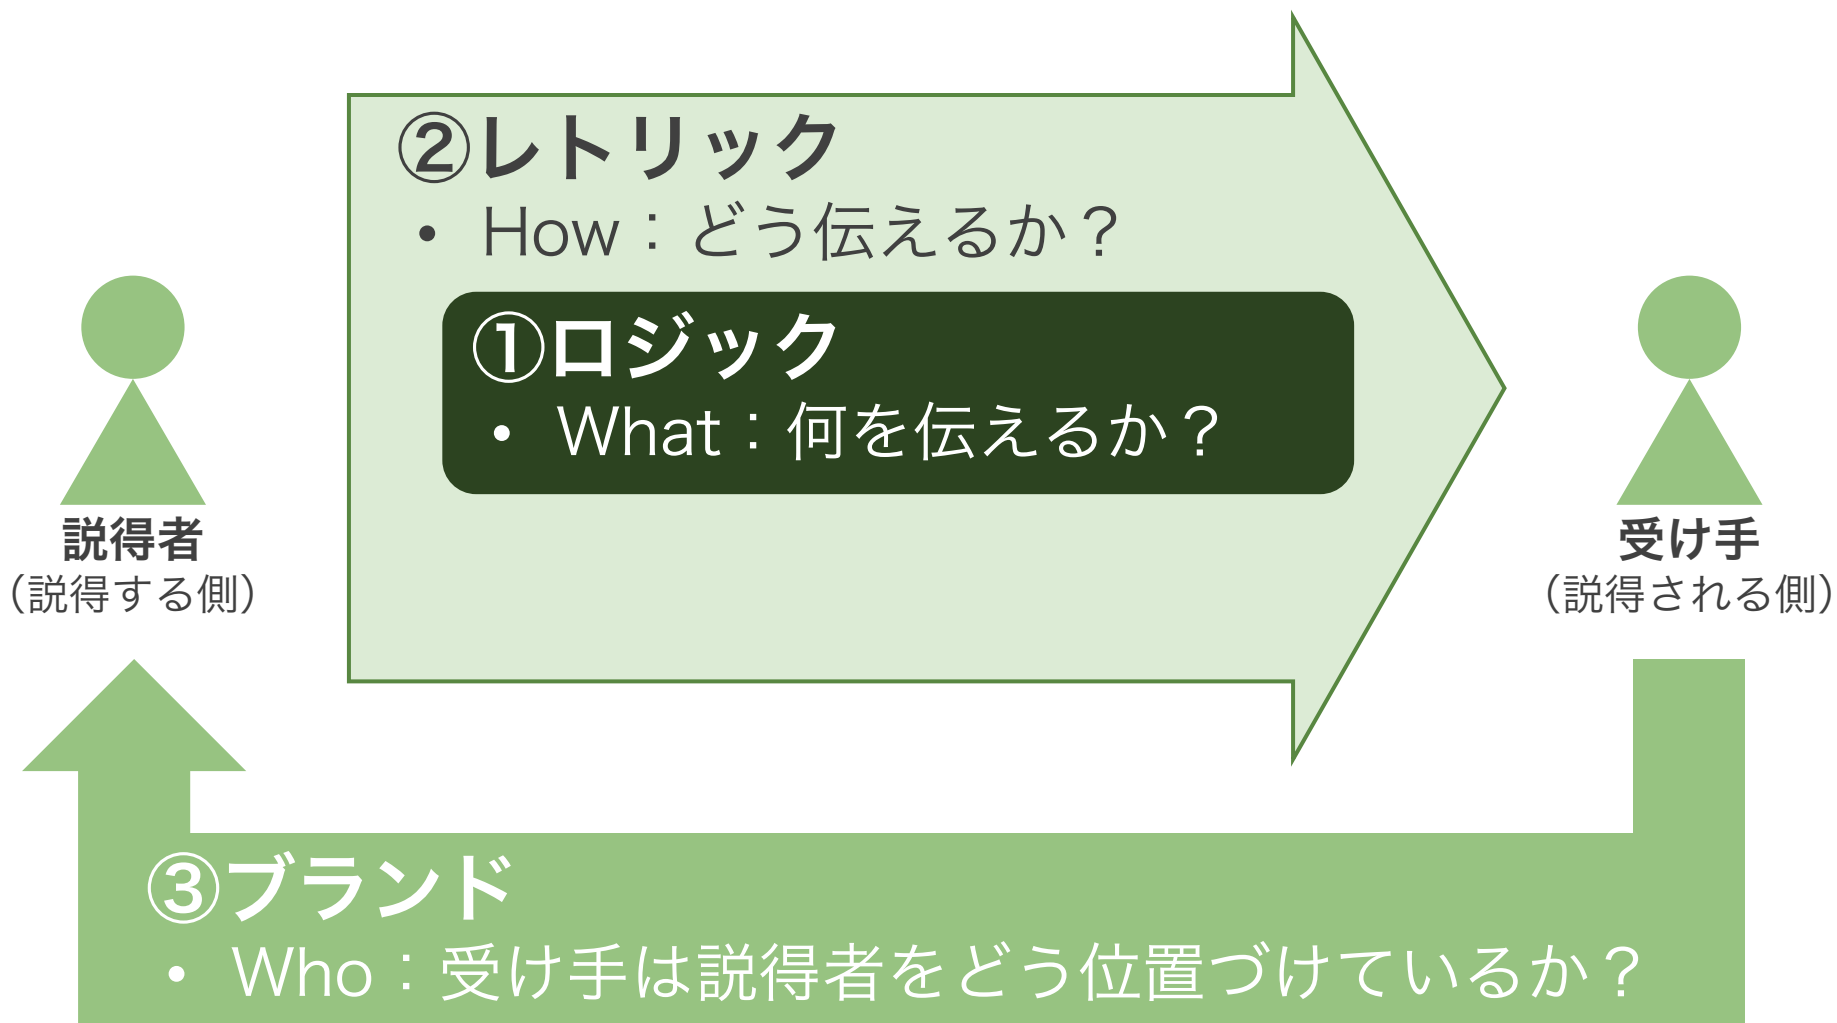 ②レトリック
• How：どう伝えるか？
①ロジック
• What：何を伝えるか？
説得者
（説得する側）
受け手
（説得される側）
③ブランド
• Who：受け手は説得者をどう位置づけているか？